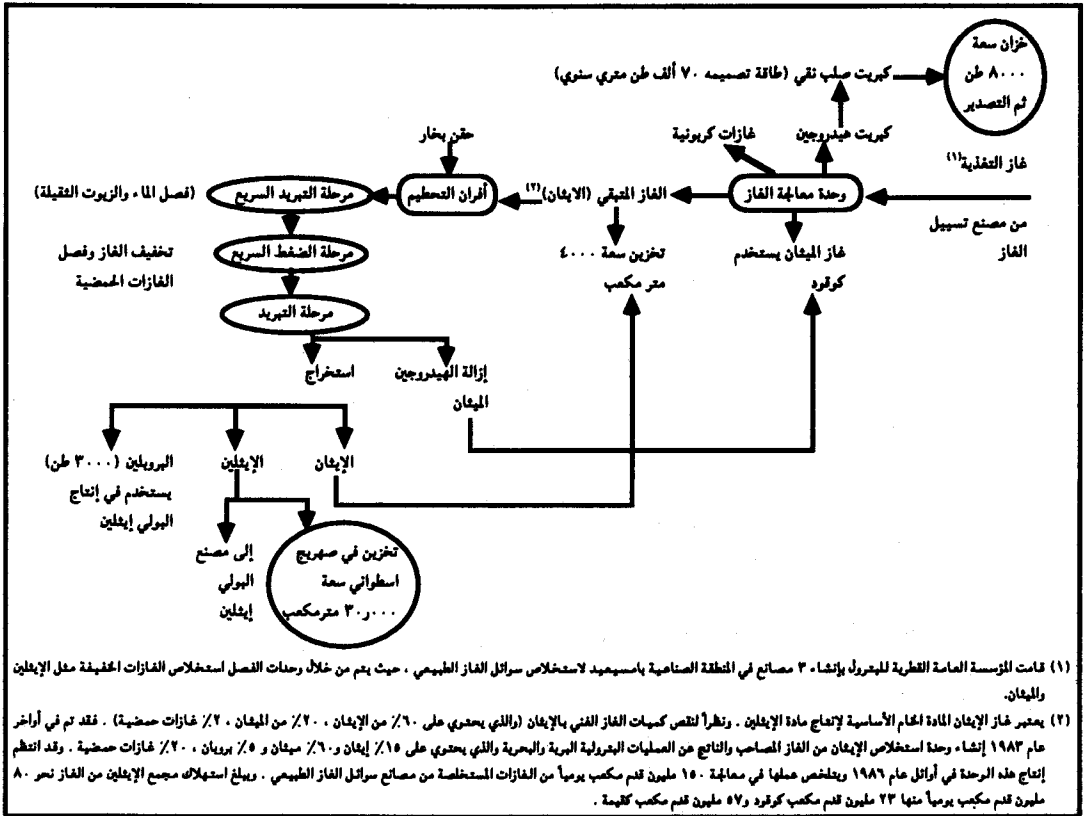 خزان سعة
٨٠٠٠ طن
ثم التصدير
كبريت صلب نقي (طاقة تصميمه ٧٠ ألف طن متري سنوي)
كبريت هيدروجين
غازات كربونية
حقن بخار
غاز التغذية(١)
من مصنع تسييل
الغاز
وحدة معالجة الغاز
الغاز المتبقي (الايثان)(٢)
أفران التحطيم
مرحلة التبريد السريع
(فصل الماء والزيوت الثقيلة)
غاز الميثان يستخدم
كوقود
تخزين سعة ٤٠٠٠
متر مكعب
مرحلة الضغط السريع
تخفيف الغاز وفصل
الغازات الحمضية
مرحلة التبريد
إزالة الهيدروجين
الميثان
استخراج
الإيثان
الإيثلين
البروبلين (٣٠٠٠ طن)
يستخدم في إنتاج
البولي إيثلين
تخزين في صهريج
اسطواني سعة
٣٠,٠٠٠ مترمكعب
إلى مصنع
البولي
إيثلين
(١) قامت المؤسسة العامة القطرية للبترول بإنشاء ٣ مصانع في المنطقة الصناعية بامسيعيد لاستخلاص سوائل الغاز الطبيعي ، حيث يتم من خلال وحدات الفصل استخلاص الغازات الخفيفة مثل الإيثلين
والميثان.
(٢) يعتبر غاز الإيثان المادة الخام الأساسية لإنتاج مادة الإيثلين . ونظراً لنقص كميات الغاز الغني بالإيثان (والذي يحتوي على ٦٠٪ من الإيثان ، ٢٠٪ من الميثان ، ٢٪ غازات حمضية) . فقد تم في أواخر
عام ١٩٨٣ إنشاء وحدة استخلاص الإيثان من الغاز المصاحب والناتج عن العمليات البترولية البرية والبحرية والذي يحتوي على ١٥٪ إيثان و٦٠٪ ميثان و ٥٪ بروبان ، ٢٠٪ غازات حمضية . وقد انتظم
إنتاج هذه الوحدة في أوائل عام ١٩٨٦ ويتلخص عملها في معالجة ١٥٠ مليون قدم مكعب يومياً من الغازات المستخلصة من مصانع سوائل الغاز الطبيعي . ويبلغ استهلاك مجمع الإيثلين من الغاز نحو ٨٠
مليون قدم مكعب يومياً منها ٢٣ مليون قدم مكعب كوقود و٥٧ مليون قدم مكعب كقيمة .